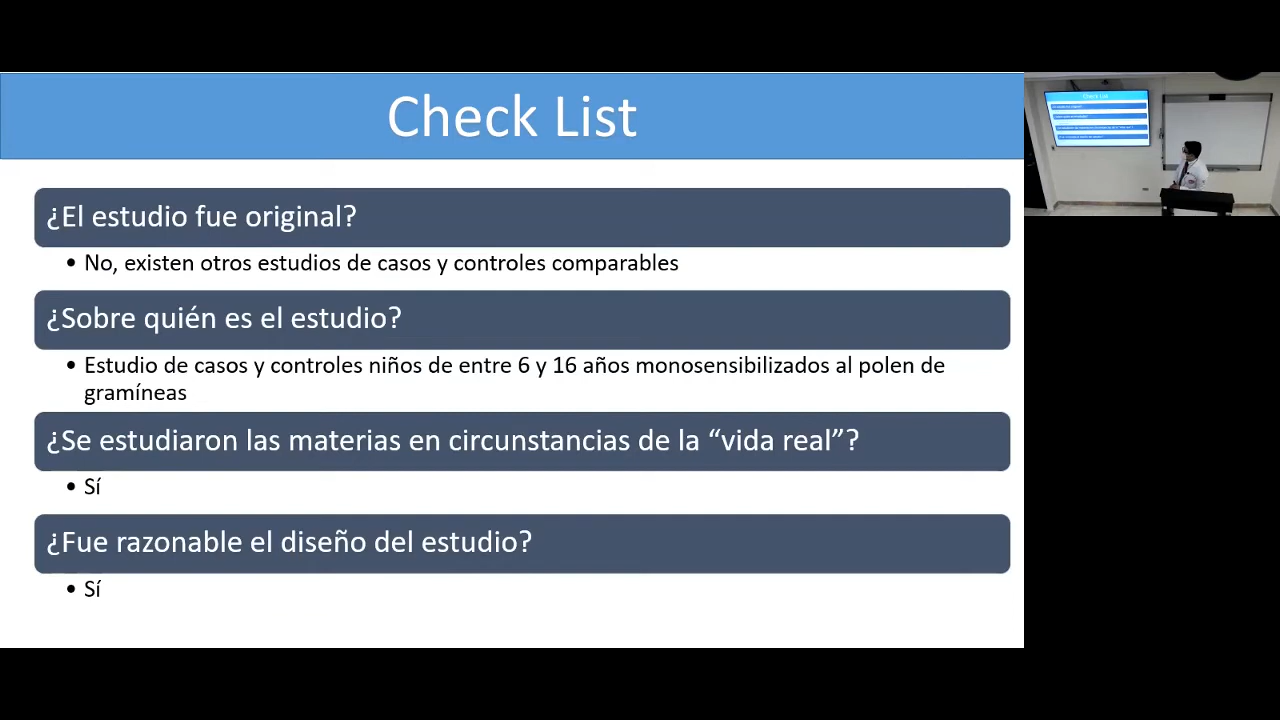 Check List
¿El estudio fue original?
• No, existen otros estudios de casos y controles comparables
¿Sobre quién es el estudio?
• Estudio de casos y controles niños de entre 6 y 16 años monosensibilizados al polen de
gramíneas
¿Se estudiaron las materias en circunstancias de la “vida real”?
• Sí
¿Fue razonable el diseño del estudio?
• Sí
Check List